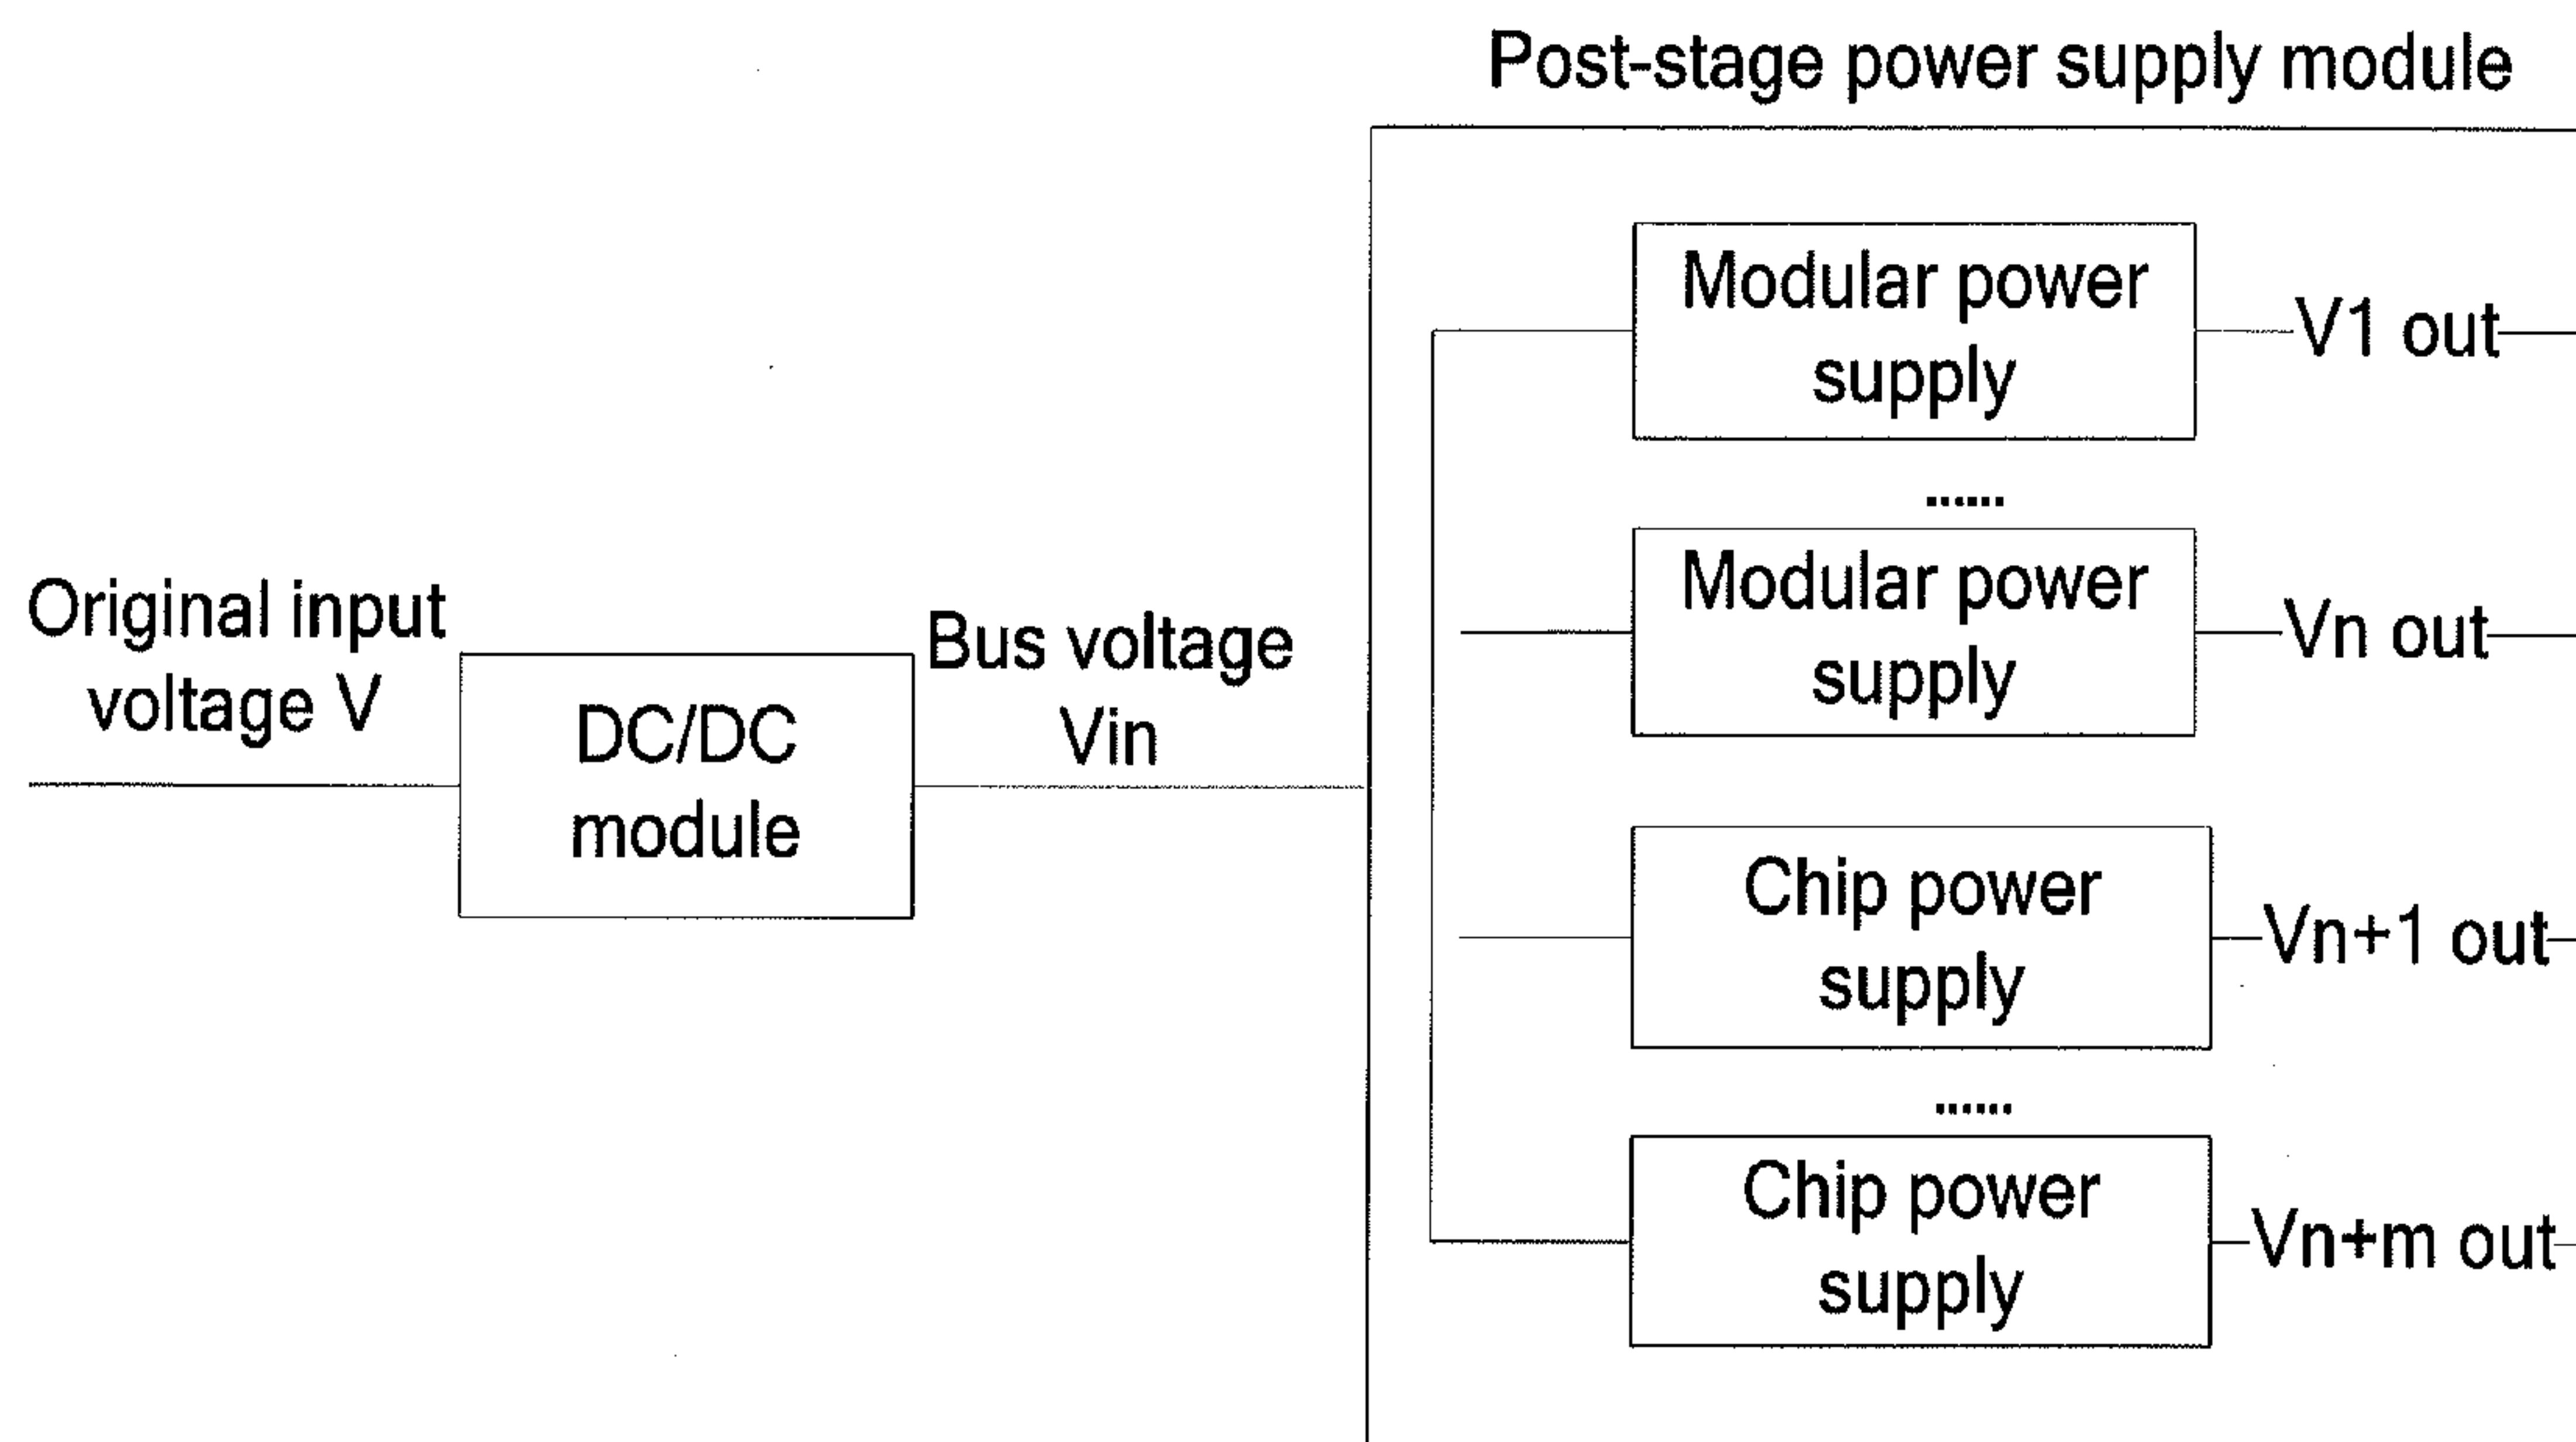 Post-stage power supply module
Modular power
supply
V1 out
......
Modular power
supply
Vn out
Original input
voltage V
DC/DC
module
Bus voltage
Vin
Chip power
supply
Vn+1 out
......
Chip power
supply
Vn+m out